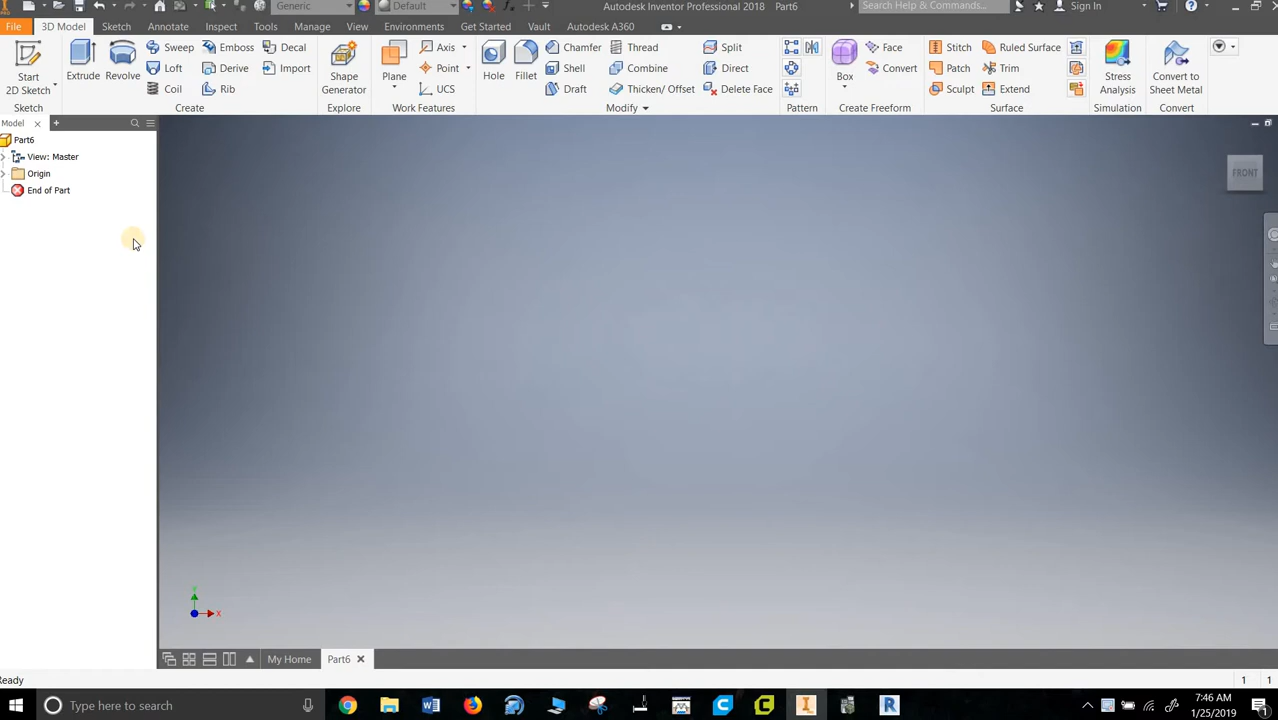 Generic Default Autodesk Inventor Professional 2018 Part6 Search Help & Commands... Sign In
File 3D Model Sketch Annotate Inspect Tools Manage View Environments Get Started Vault Autodesk A360
Start 2D Sketch Extrude Revolve Sweep Emboss Decal Shape Generator Plane Axis Hole Fillet Chamfer Thread Split Box Face Stitch Ruled Surface Stress Analysis Convert to Sheet Metal
Loft Derive Import Point Shell Combine Direct Convert Patch Trim
Coil Rib UCS Draft Thicken/ Offset Delete Face Sculpt Extend
Sketch Create Explore Work Features Modify Pattern Create Freeform Surface Simulation Convert
Model
Part6
View: Master
Origin
End of Part
FRONT
Y
X
My Home Part6
Ready 1 1
Type here to search
7:46 AM
1/25/2019